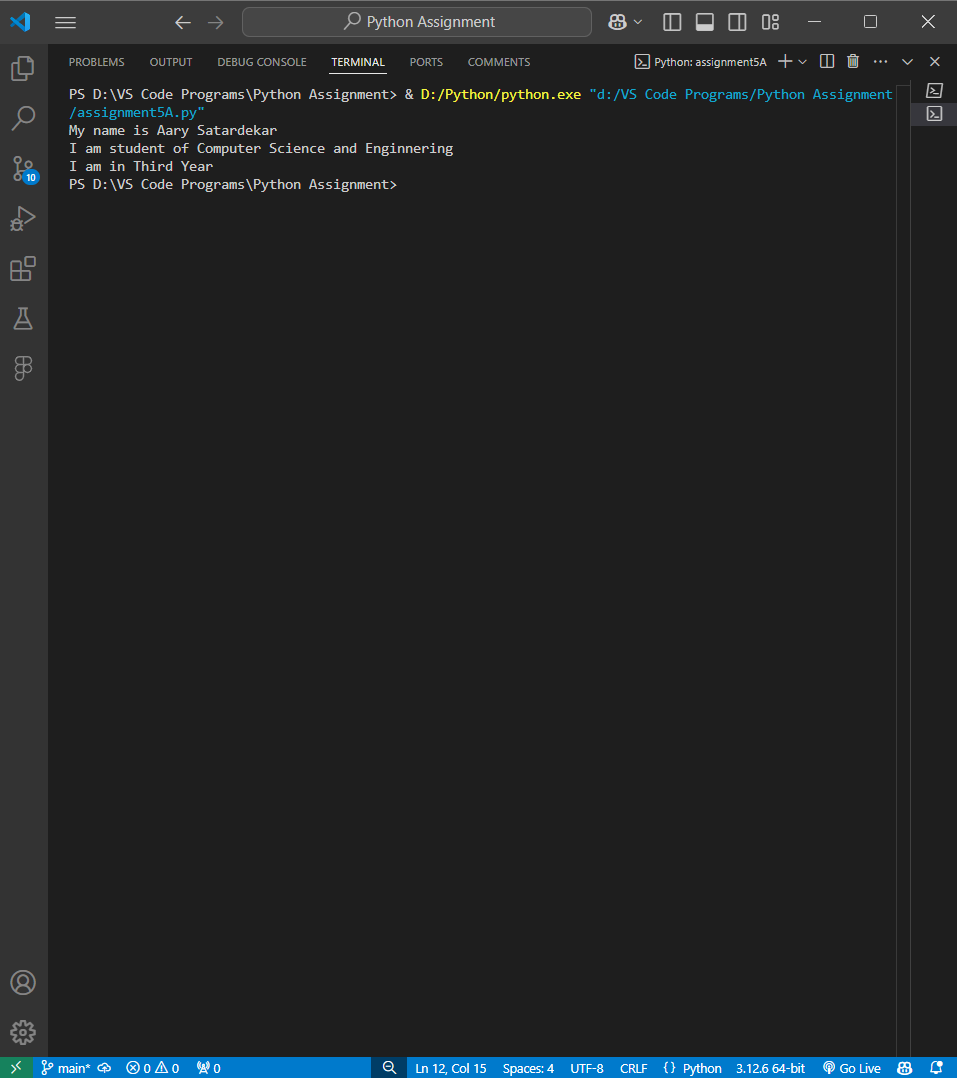 Python Assignment
PROBLEMS OUTPUT DEBUG CONSOLE TERMINAL PORTS COMMENTS Python: assignment5A
PS D:\VS Code Programs\Python Assignment> & D:/Python/python.exe "d:/VS Code Programs/Python Assignment
/assignment5A.py"
My name is Aary Satardekar
I am student of Computer Science and Enginnering
I am in Third Year
PS D:\VS Code Programs\Python Assignment>
10
main* 0 0 0 Ln 12, Col 15 Spaces: 4 UTF-8 CRLF {} Python 3.12.6 64-bit Go Live